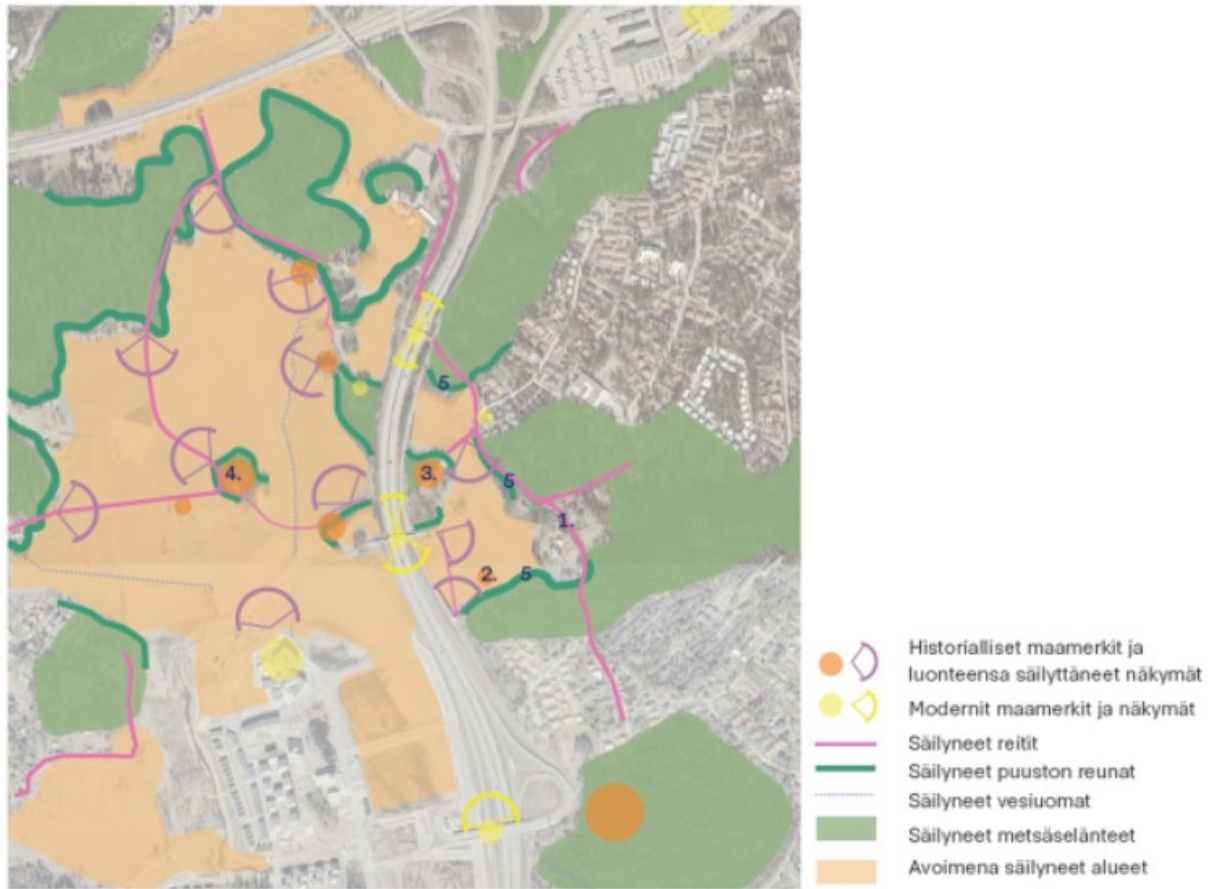 5
4.
3.
5
1.
2.
5
Historialliset maamerkit ja
luonteensa säilyttäneet näkymät
Modernit maamerkit ja näkymät
Säilyneet reitit
Säilyneet puuston reunat
Säilyneet vesiuomat
Säilyneet metsäselänteet
Avoimena säilyneet alueet